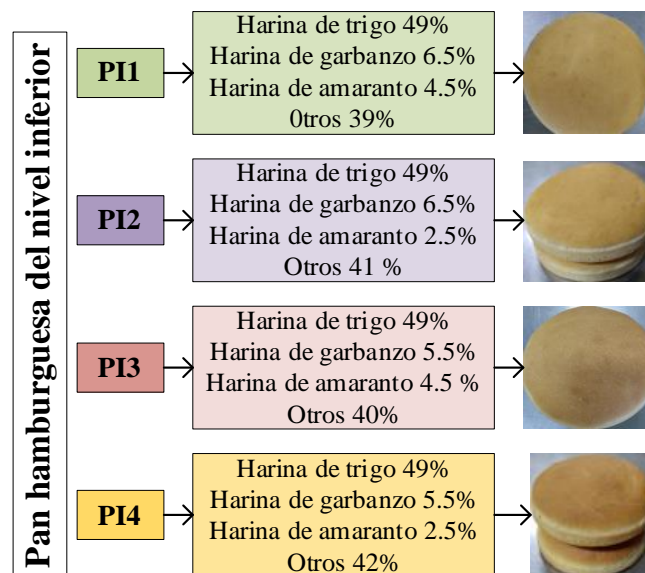 Pan hamburguesa del nivel inferior
PI1
Harina de trigo 49%
Harina de garbanzo 6.5%
Harina de amaranto 4.5%
0tros 39%
PI2
Harina de trigo 49%
Harina de garbanzo 6.5%
Harina de amaranto 2.5%
Otros 41 %
PI3
Harina de trigo 49%
Harina de garbanzo 5.5%
Harina de amaranto 4.5 %
Otros 40%
PI4
Harina de trigo 49%
Harina de garbanzo 5.5%
Harina de amaranto 2.5%
Otros 42%